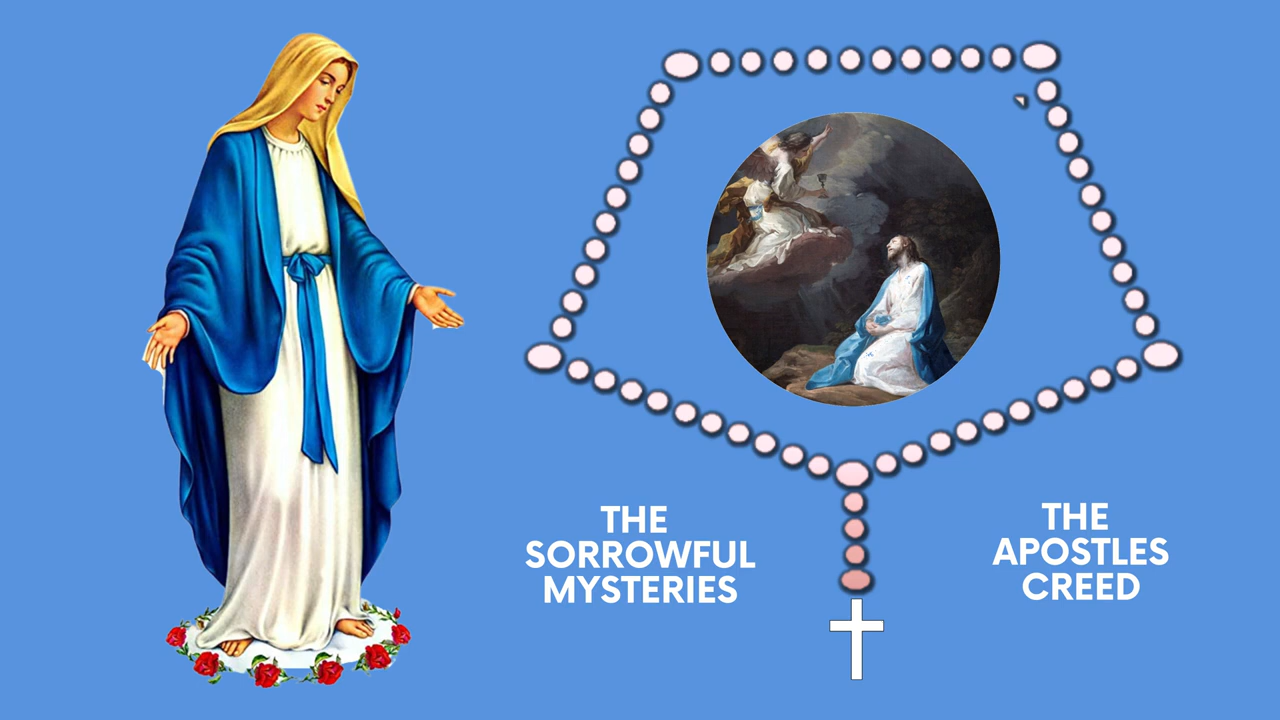 THE
SORROWFUL
MYSTERIES
THE
APOSTLES
CREED